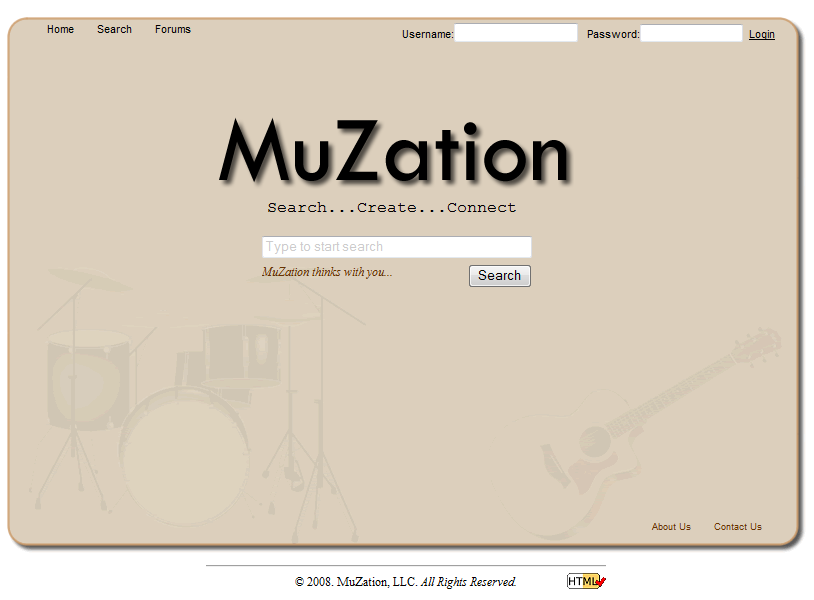 Home Search Forums Username: Password: Login
MuZation
Search...Create...Connect
Type to start search
MuZation thinks with you... Search
About Us Contact Us
© 2008. MuZation, LLC. All Rights Reserved. HTML